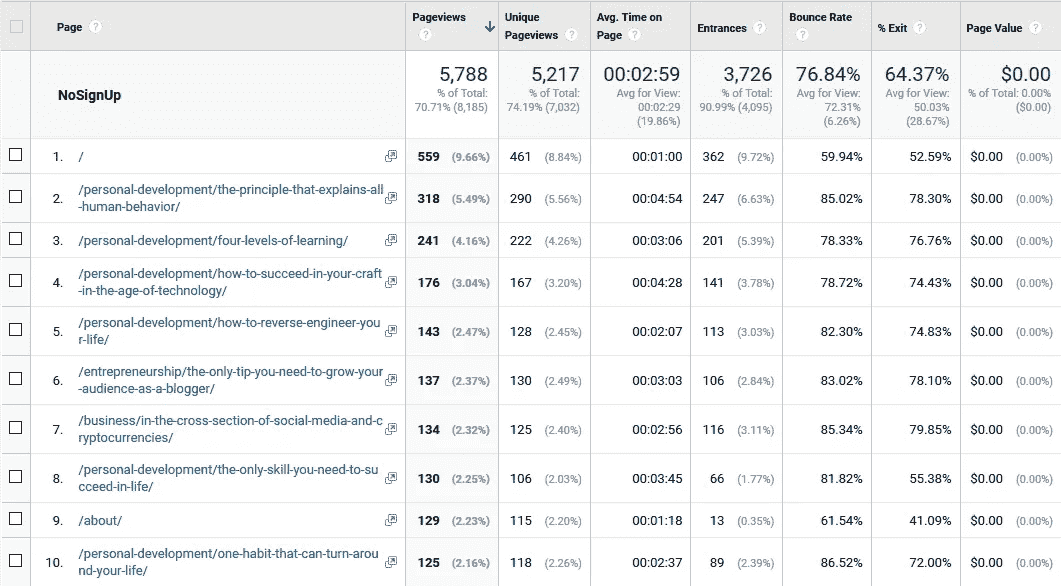 Page ?
Pageviews ?
Unique Pageviews ?
Avg. Time on Page ?
Entrances ?
Bounce Rate ?
% Exit ?
Page Value ?
NoSignUp
5,788
% of Total:
70.71% (8,185)
5,217
% of Total:
74.19% (7,032)
00:02:59
Avg for View:
00:02:29
(19.86%)
3,726
% of Total:
90.99% (4,095)
76.84%
Avg for View:
72.31%
(6.26%)
64.37%
Avg for View:
50.03%
(28.67%)
$0.00
% of Total: 0.00%
($0.00)
1. / 559 (9.66%) 461 (8.84%) 00:01:00 362 (9.72%) 59.94% 52.59% $0.00 (0.00%)
2. /personal-development/the-principle-that-explains-all
-human-behavior/ 318 (5.49%) 290 (5.56%) 00:04:54 247 (6.63%) 85.02% 78.30% $0.00 (0.00%)
3. /personal-development/four-levels-of-learning/ 241 (4.16%) 222 (4.26%) 00:03:06 201 (5.39%) 78.33% 76.76% $0.00 (0.00%)
4. /personal-development/how-to-succeed-in-your-craft
-in-the-age-of-technology/ 176 (3.04%) 167 (3.20%) 00:04:28 141 (3.78%) 78.72% 74.43% $0.00 (0.00%)
5. /personal-development/how-to-reverse-engineer-you
r-life/ 143 (2.47%) 128 (2.45%) 00:02:07 113 (3.03%) 82.30% 74.83% $0.00 (0.00%)
6. /entrepreneurship/the-only-tip-you-need-to-grow-your
-audience-as-a-blogger/ 137 (2.37%) 130 (2.49%) 00:03:03 106 (2.84%) 83.02% 78.10% $0.00 (0.00%)
7. /business/in-the-cross-section-of-social-media-and-c
ryptocurrencies/ 134 (2.32%) 125 (2.40%) 00:02:56 116 (3.11%) 85.34% 79.85% $0.00 (0.00%)
8. /personal-development/the-only-skill-you-need-to-su
cceed-in-life/ 130 (2.25%) 106 (2.03%) 00:03:45 66 (1.77%) 81.82% 55.38% $0.00 (0.00%)
9. /about/ 129 (2.23%) 115 (2.20%) 00:01:18 13 (0.35%) 61.54% 41.09% $0.00 (0.00%)
10. /personal-development/one-habit-that-can-turn-arou
nd-your-life/ 125 (2.16%) 118 (2.26%) 00:02:37 89 (2.39%) 86.52% 72.00% $0.00 (0.00%)